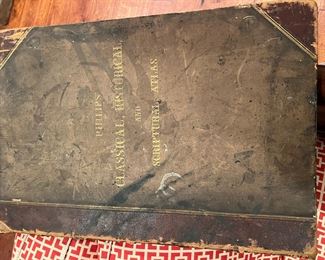 PHILIPS'
CLASSICAL, HISTORICAL,
AND
SCRIPTURAL ATLAS.